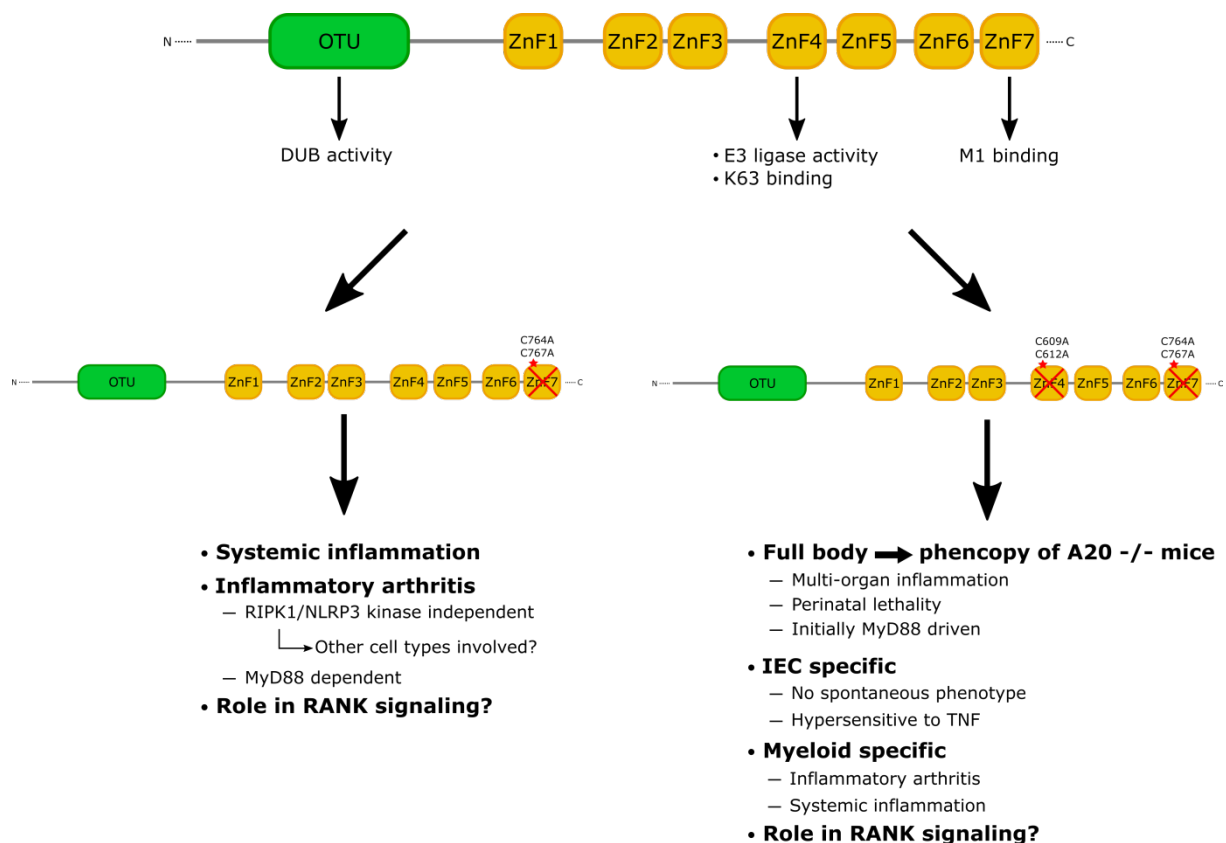 N ...... OTU ZnF1 ZnF2 ZnF3 ZnF4 ZnF5 ZnF6 ZnF7 ...... C
DUB activity
• E3 ligase activity
• K63 binding
M1 binding
C764A
C767A
N ...... OTU ZnF1 ZnF2 ZnF3 ZnF4 ZnF5 ZnF6 ZnF7 ...... C
• Systemic inflammation
• Inflammatory arthritis
— RIPK1/NLRP3 kinase independent
Other cell types involved?
— MyD88 dependent
• Role in RANK signaling?
C609A
C612A
C764A
C767A
N ...... OTU ZnF1 ZnF2 ZnF3 ZnF4 ZnF5 ZnF6 ZnF7 ...... C
• Full body ➡ phencopy of A20 -/- mice
— Multi-organ inflammation
— Perinatal lethality
— Initially MyD88 driven
• IEC specific
— No spontaneous phenotype
— Hypersensitive to TNF
• Myeloid specific
— Inflammatory arthritis
— Systemic inflammation
• Role in RANK signaling?